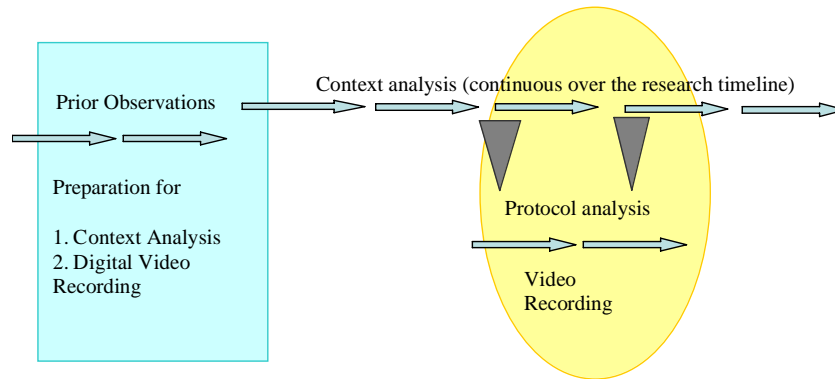 Prior Observations
Preparation for
1. Context Analysis
2. Digital Video
Recording
Context analysis (continuous over the research timeline)
Protocol analysis
Video
Recording